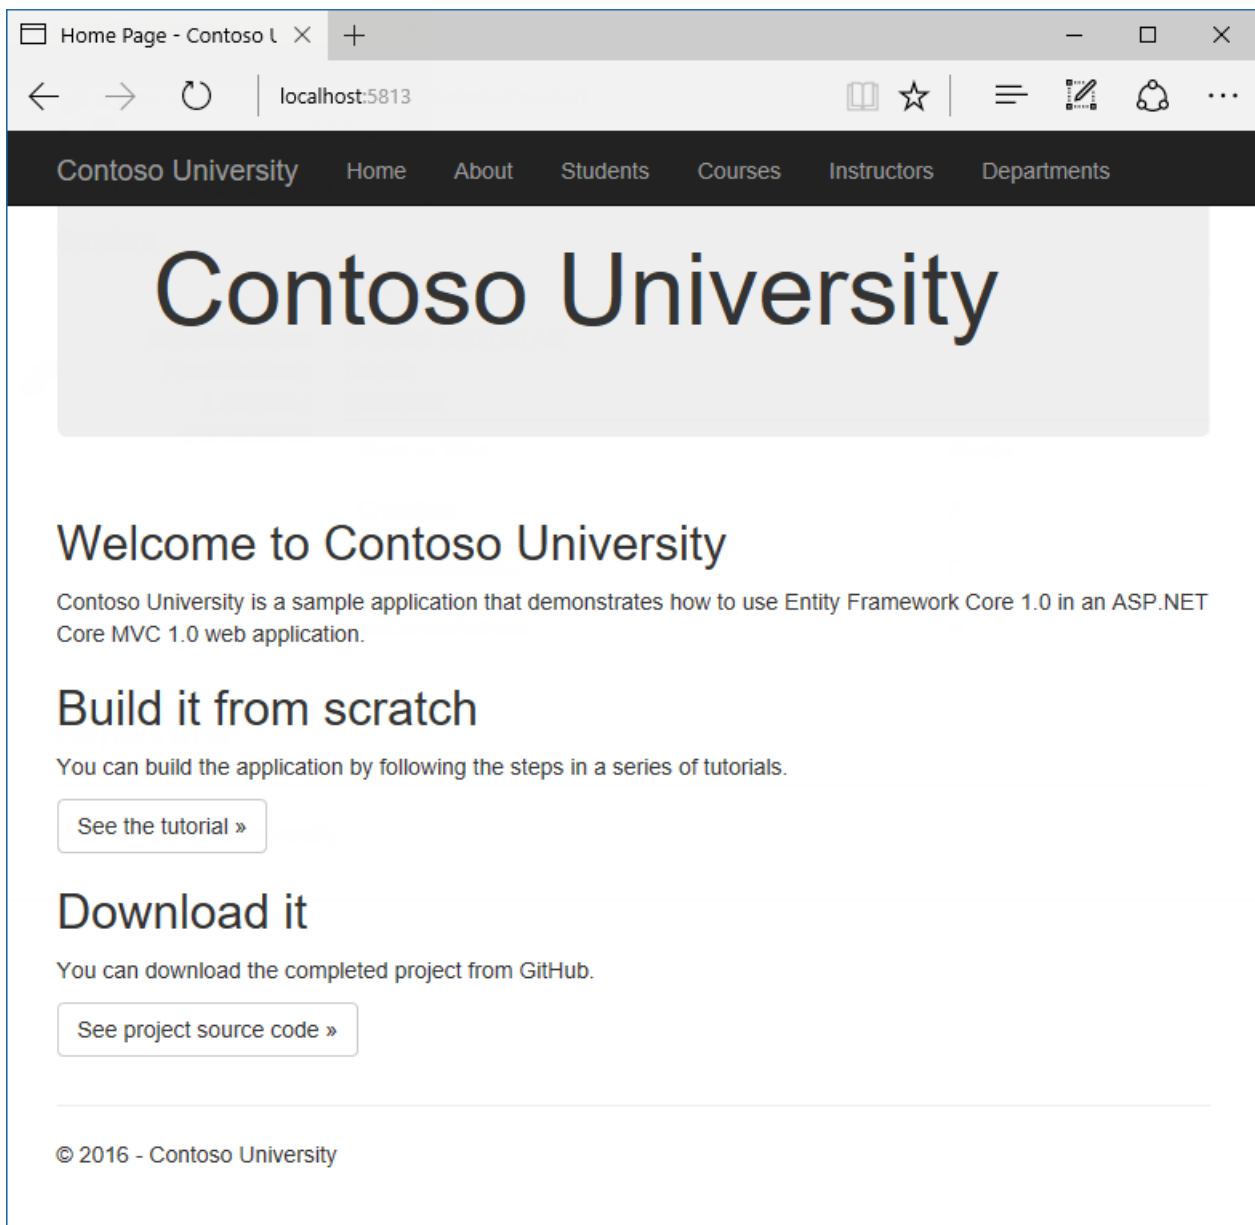 Home Page - Contoso U
localhost:5813
Contoso University Home About Students Courses Instructors Departments
Contoso University
Welcome to Contoso University
Contoso University is a sample application that demonstrates how to use Entity Framework Core 1.0 in an ASP.NET
Core MVC 1.0 web application.
Build it from scratch
You can build the application by following the steps in a series of tutorials.
See the tutorial »
Download it
You can download the completed project from GitHub.
See project source code »
© 2016 - Contoso University